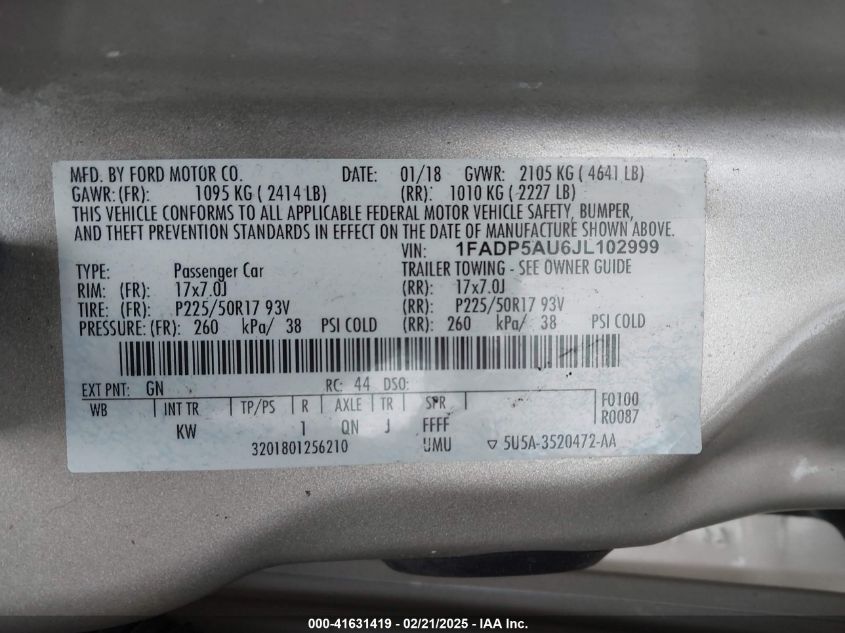 MFD. BY FORD MOTOR CO. DATE: 01/18 GVWR: 2105 KG ( 4641 LB)
GAWR: (FR): 1095 KG ( 2414 LB) (RR): 1010 KG ( 2227 LB)
THIS VEHICLE CONFORMS TO ALL APPLICABLE FEDERAL MOTOR VEHICLE SAFETY, BUMPER,
AND THEFT PREVENTION STANDARDS IN EFFECT ON THE DATE OF MANUFACTURE SHOWN ABOVE.
VIN: 1FADP5AU6JL102999
TYPE: Passenger Car TRAILER TOWING - SEE OWNER GUIDE
RIM: (FR): 17x7.0J (RR): 17x7.0J
TIRE: (FR): P225/50R17 93V (RR): P225/50R17 93V
PRESSURE: (FR): 260 kPa/ 38 PSI COLD (RR): 260 kPa/ 38 PSI COLD
EXT PNT: GN RC: 44 DSO: F0100
WB INT TR TP/PS R AXLE TR SPR R0087
KW 1 QN J FFFF
3201801256210 UMU ▽ 5U5A-3520472-AA
000-41631419 - 02/21/2025 - IAA Inc.